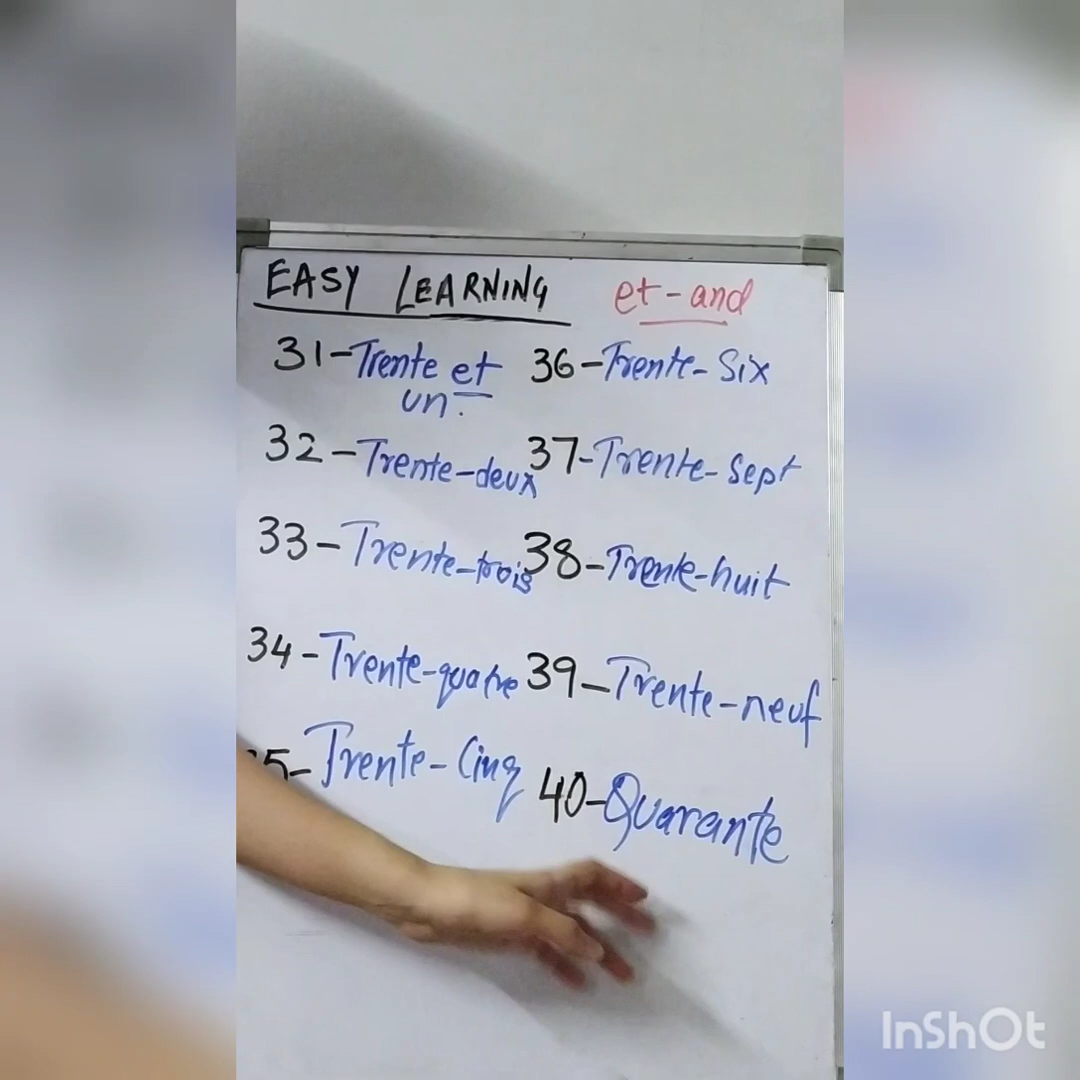 EASY LEARNING et-and
31-Trente et un.
36-Trente-Six
32-Trente-deux
37-Trente-Sept
33-Trente-trois
38-Trente-huit
34-Trente-quatre
39-Trente-neuf
5-Trente-Cinq
40-Quarante
InShOt